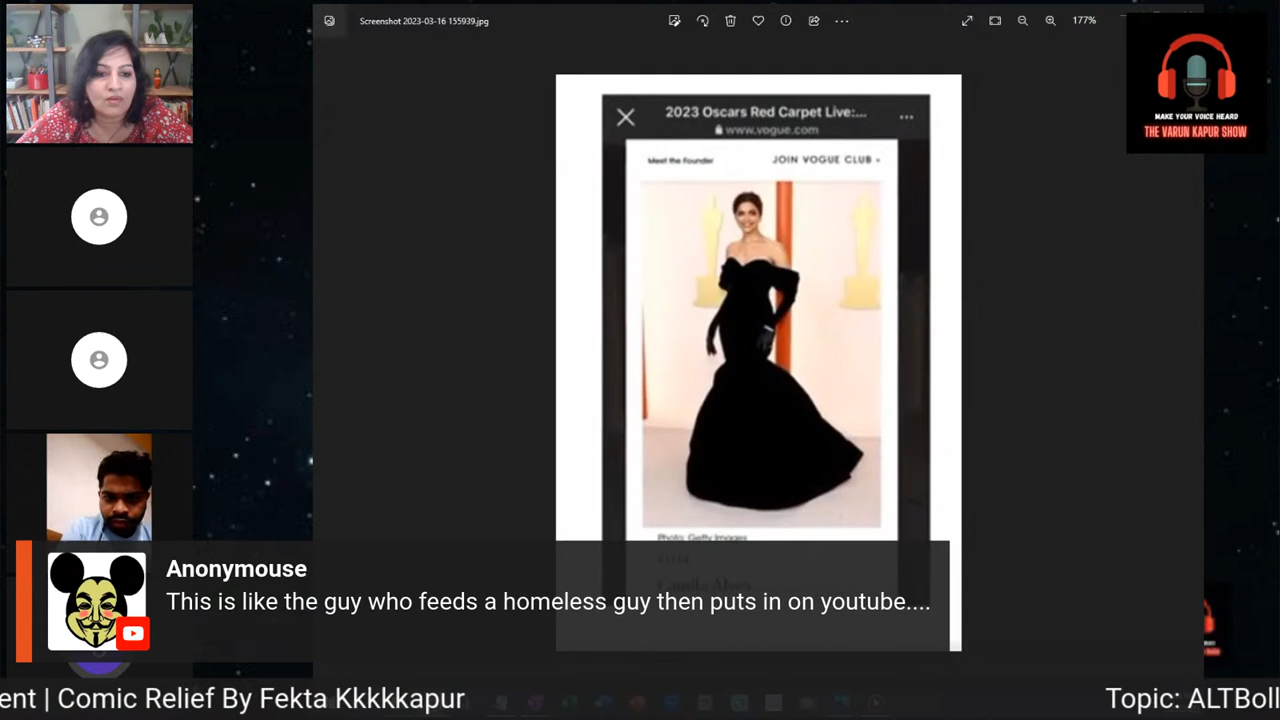 Screenshot 2023-03-16 155939.jpg
177%
2023 Oscars Red Carpet Live:...
www.vogue.com
Meet the Founder
JOIN VOGUE CLUB
Photo: Getty Images
MAKE YOUR VOICE HEARD
THE VARUN KAPUR SHOW
Anonymouse
This is like the guy who feeds a homeless guy then puts in on youtube....
ent | Comic Relief By Fekta Kkkkkapur
Topic: ALTBoll